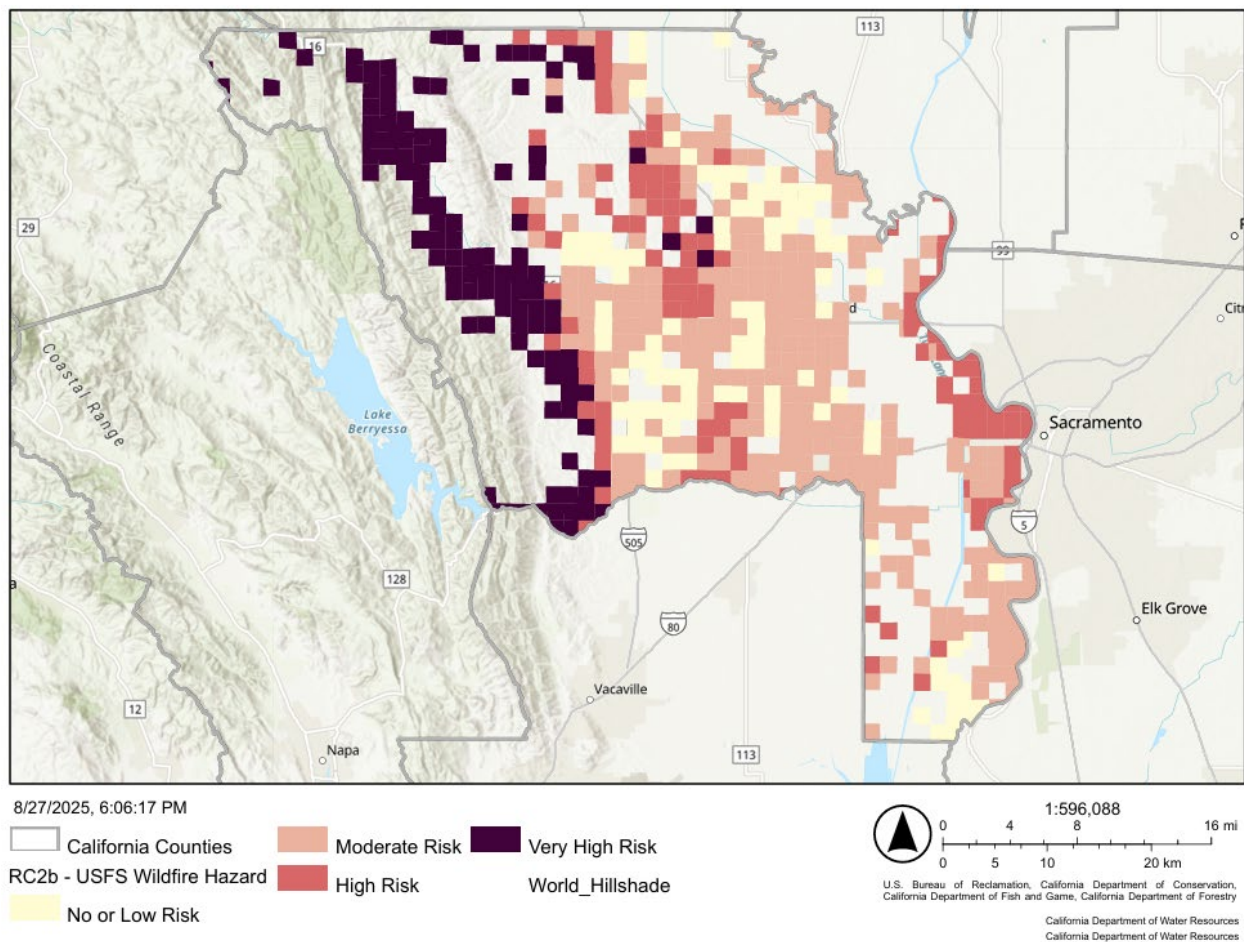 113
16
29
99
Citr
d
Coastal Range
Lake
Berryessa
Sacramento
5
505
128
80
Elk Grove
Vacaville
12
Napa
113
8/27/2025, 6:06:17 PM
California Counties
RC2b - USFS Wildfire Hazard
No or Low Risk
Moderate Risk
High Risk
Very High Risk
World_Hillshade
1:596,088
0 4 8 16 mi
0 5 10 20 km
U.S. Bureau of Reclamation, California Department of Conservation,
California Department of Fish and Game, California Department of Forestry
California Department of Water Resources
California Department of Water Resources